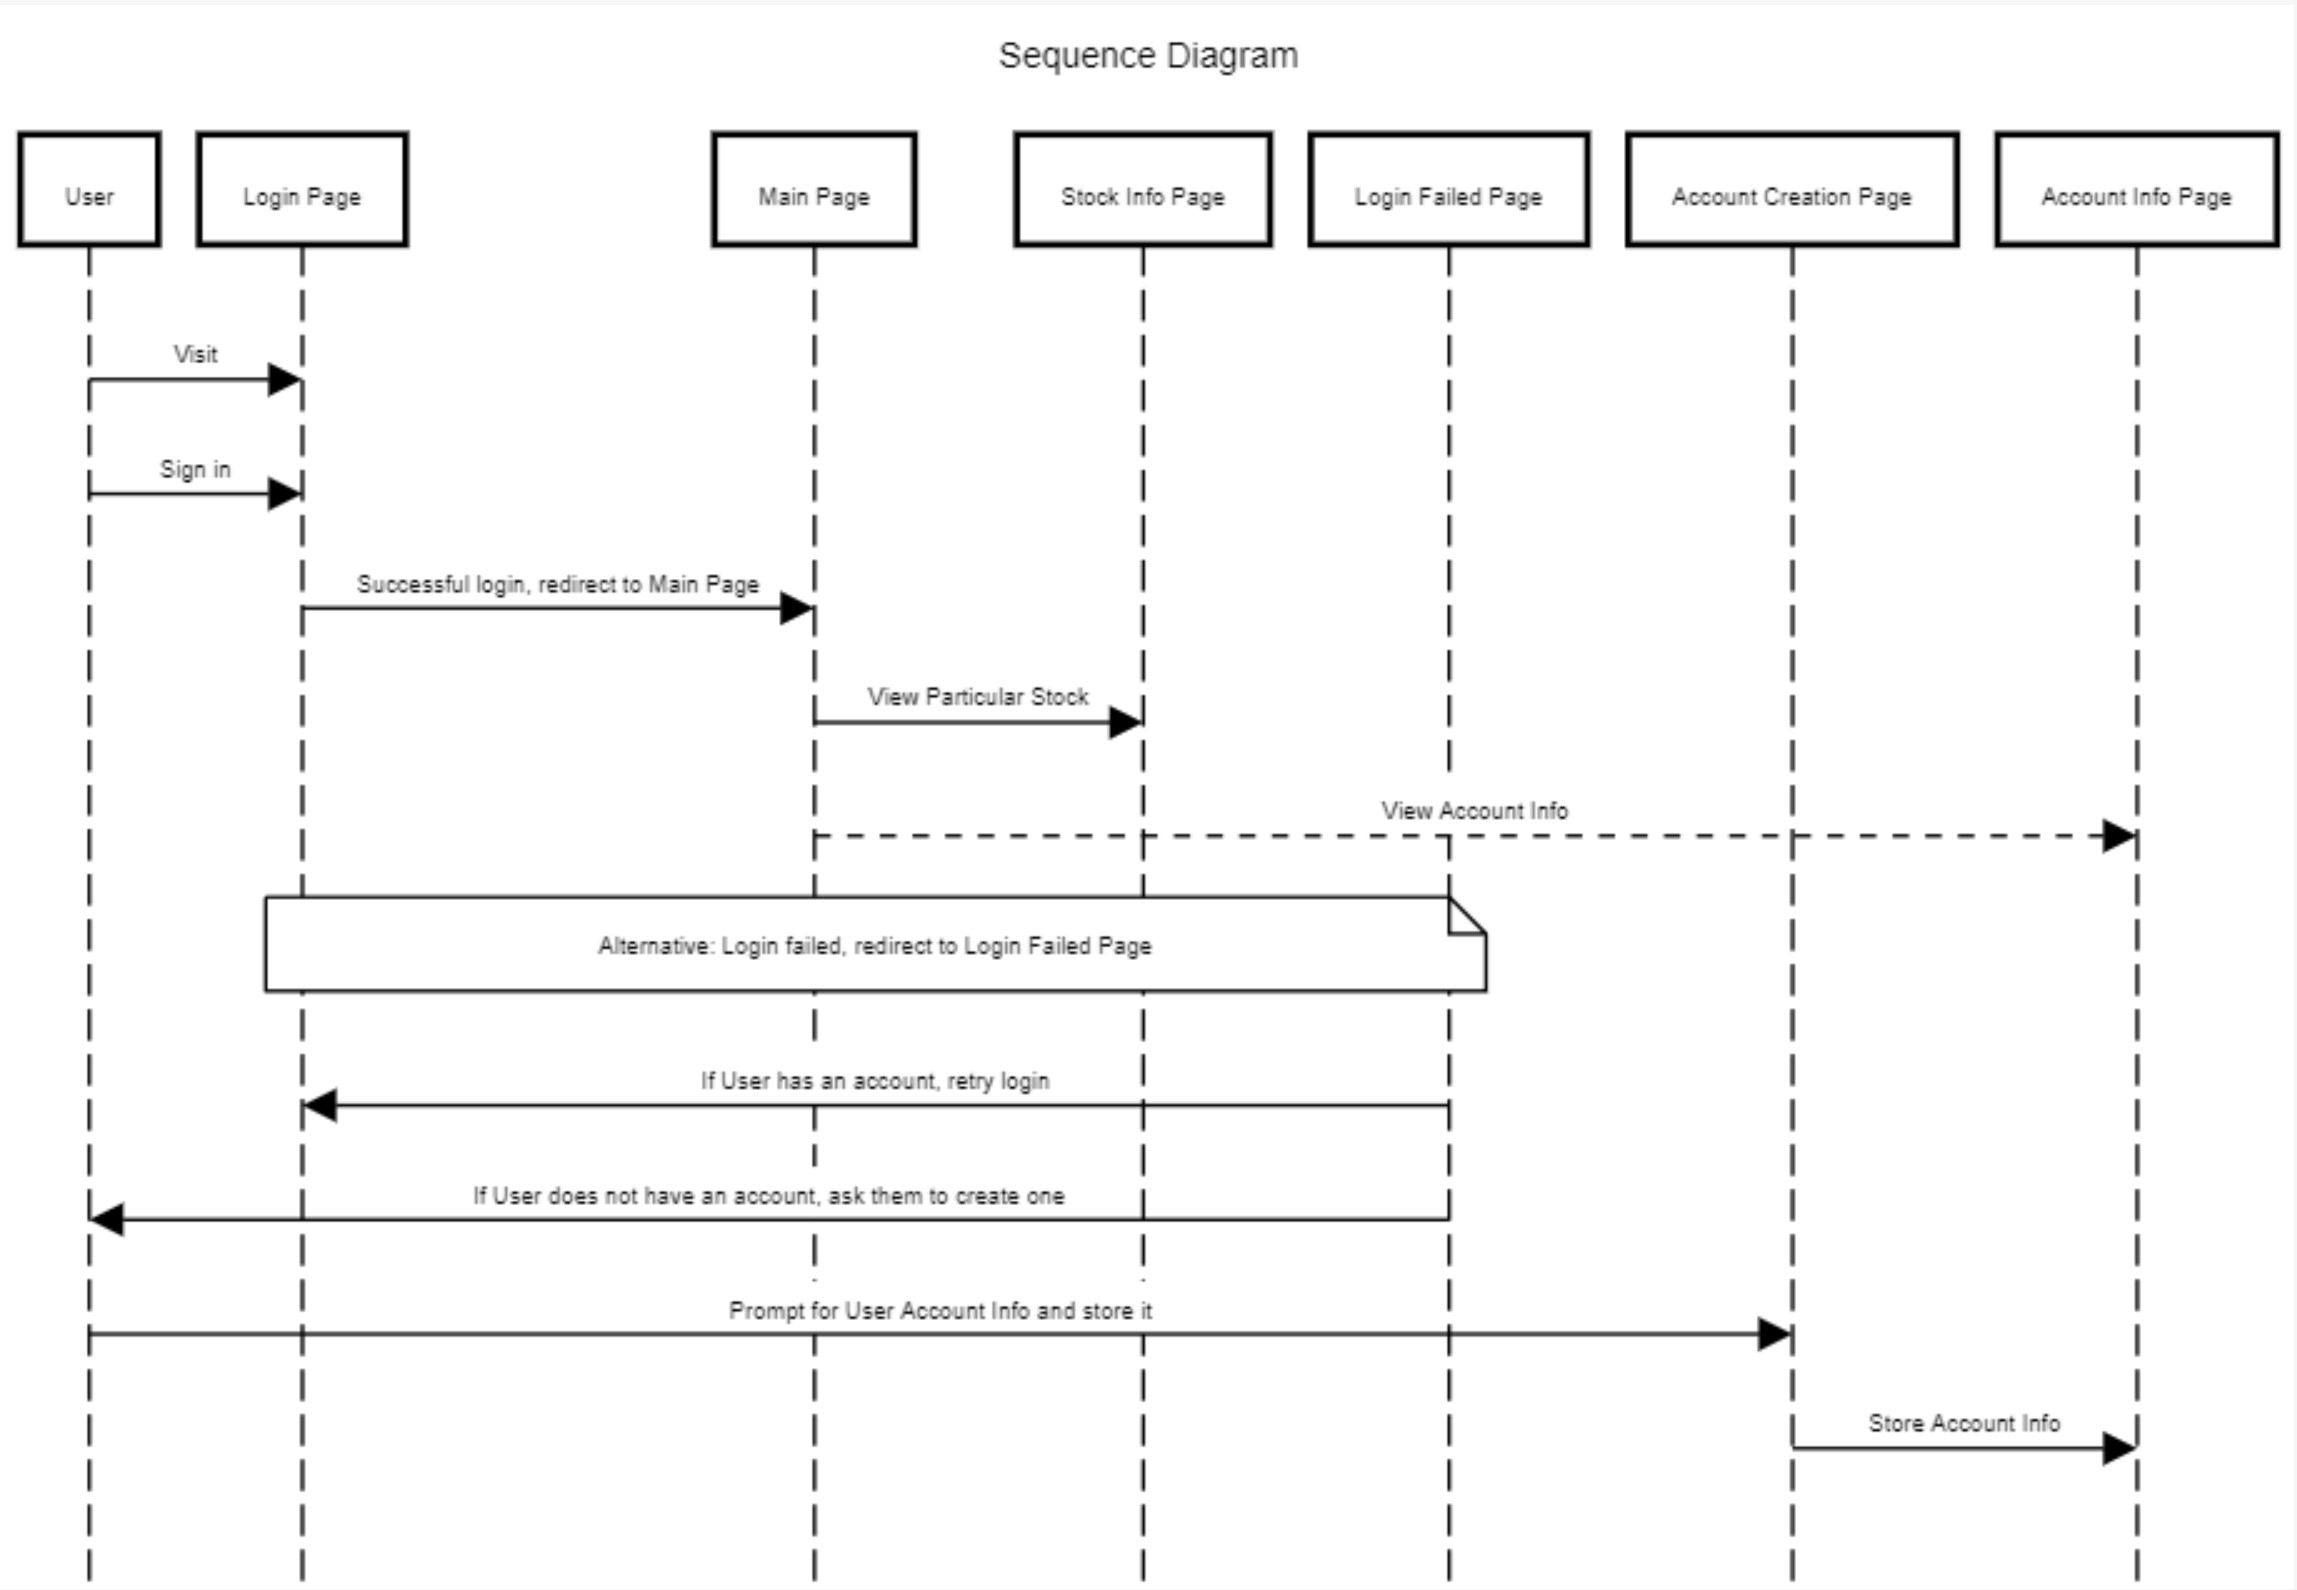 Sequence Diagram
User
Login Page
Main Page
Stock Info Page
Login Failed Page
Account Creation Page
Account Info Page
Visit
Sign in
Successful login, redirect to Main Page
View Particular Stock
View Account Info
Alternative: Login failed, redirect to Login Failed Page
If User has an account, retry login
If User does not have an account, ask them to create one
Prompt for User Account Info and store it
Store Account Info